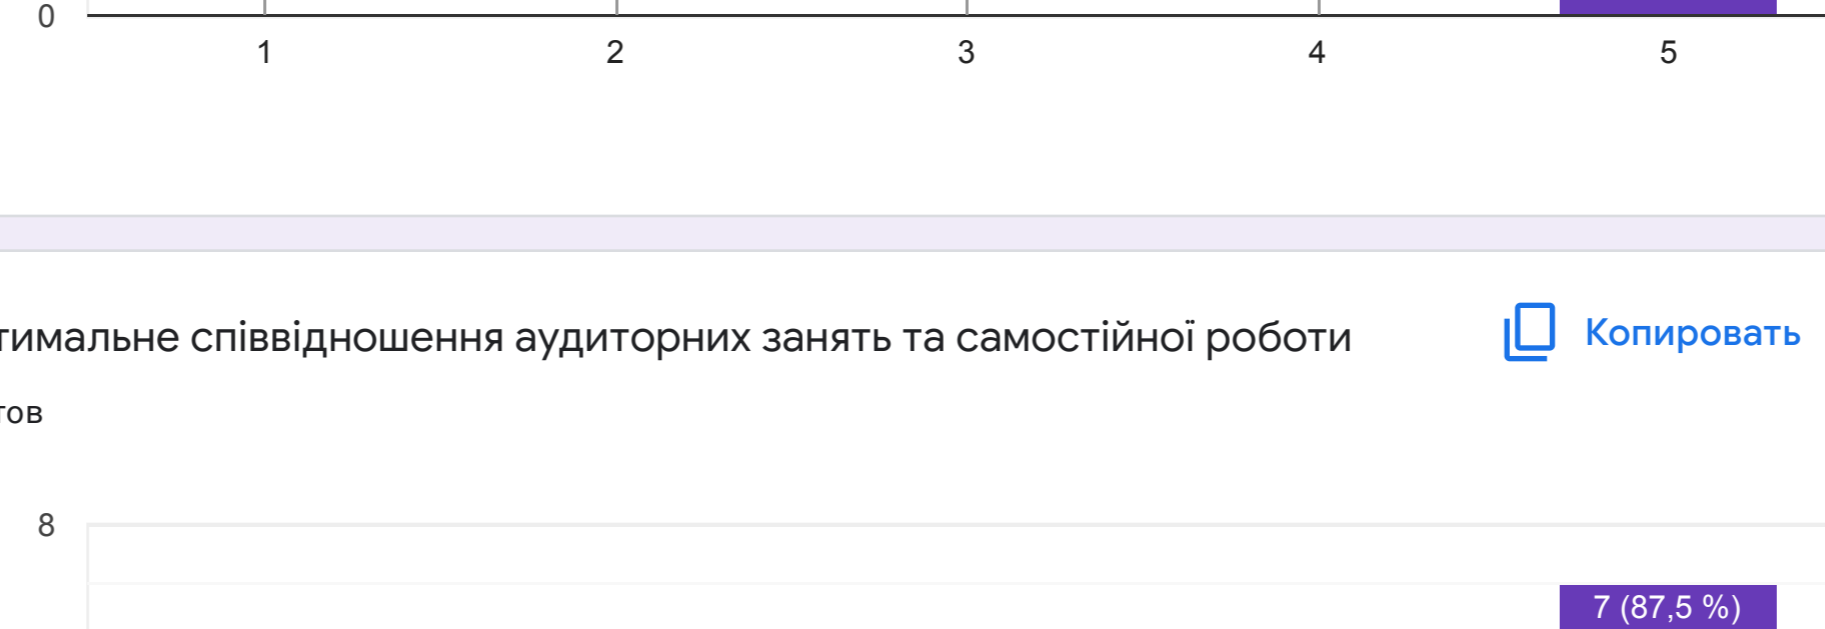 0
1 2 3 4 5
тимальне співвідношення аудиторних занять та самостійної роботи
Копировать
тов
8
7 (87,5 %)